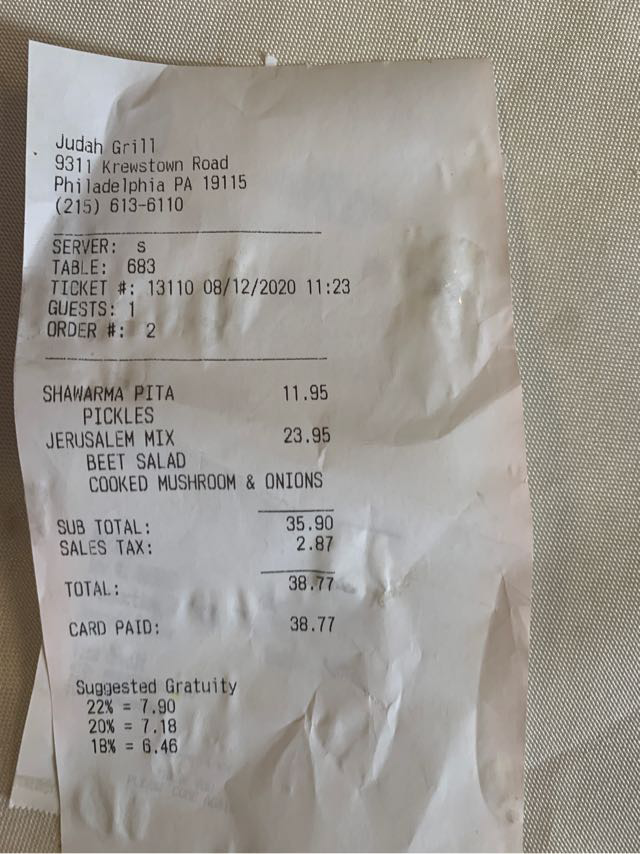 Judah Grill
9311 Krewstown Road
Philadelphia PA 19115
(215) 613-6110
SERVER: s
TABLE: 683
TICKET #: 13110 08/12/2020 11:23
GUESTS: 1
ORDER #: 2
SHAWARMA PITA 11.95
PICKLES
JERUSALEM MIX 23.95
BEET SALAD
COOKED MUSHROOM & ONIONS
SUB TOTAL: 35.90
SALES TAX: 2.87
TOTAL: 38.77
CARD PAID: 38.77
Suggested Gratuity
22% = 7.90
20% = 7.18
18% = 6.46